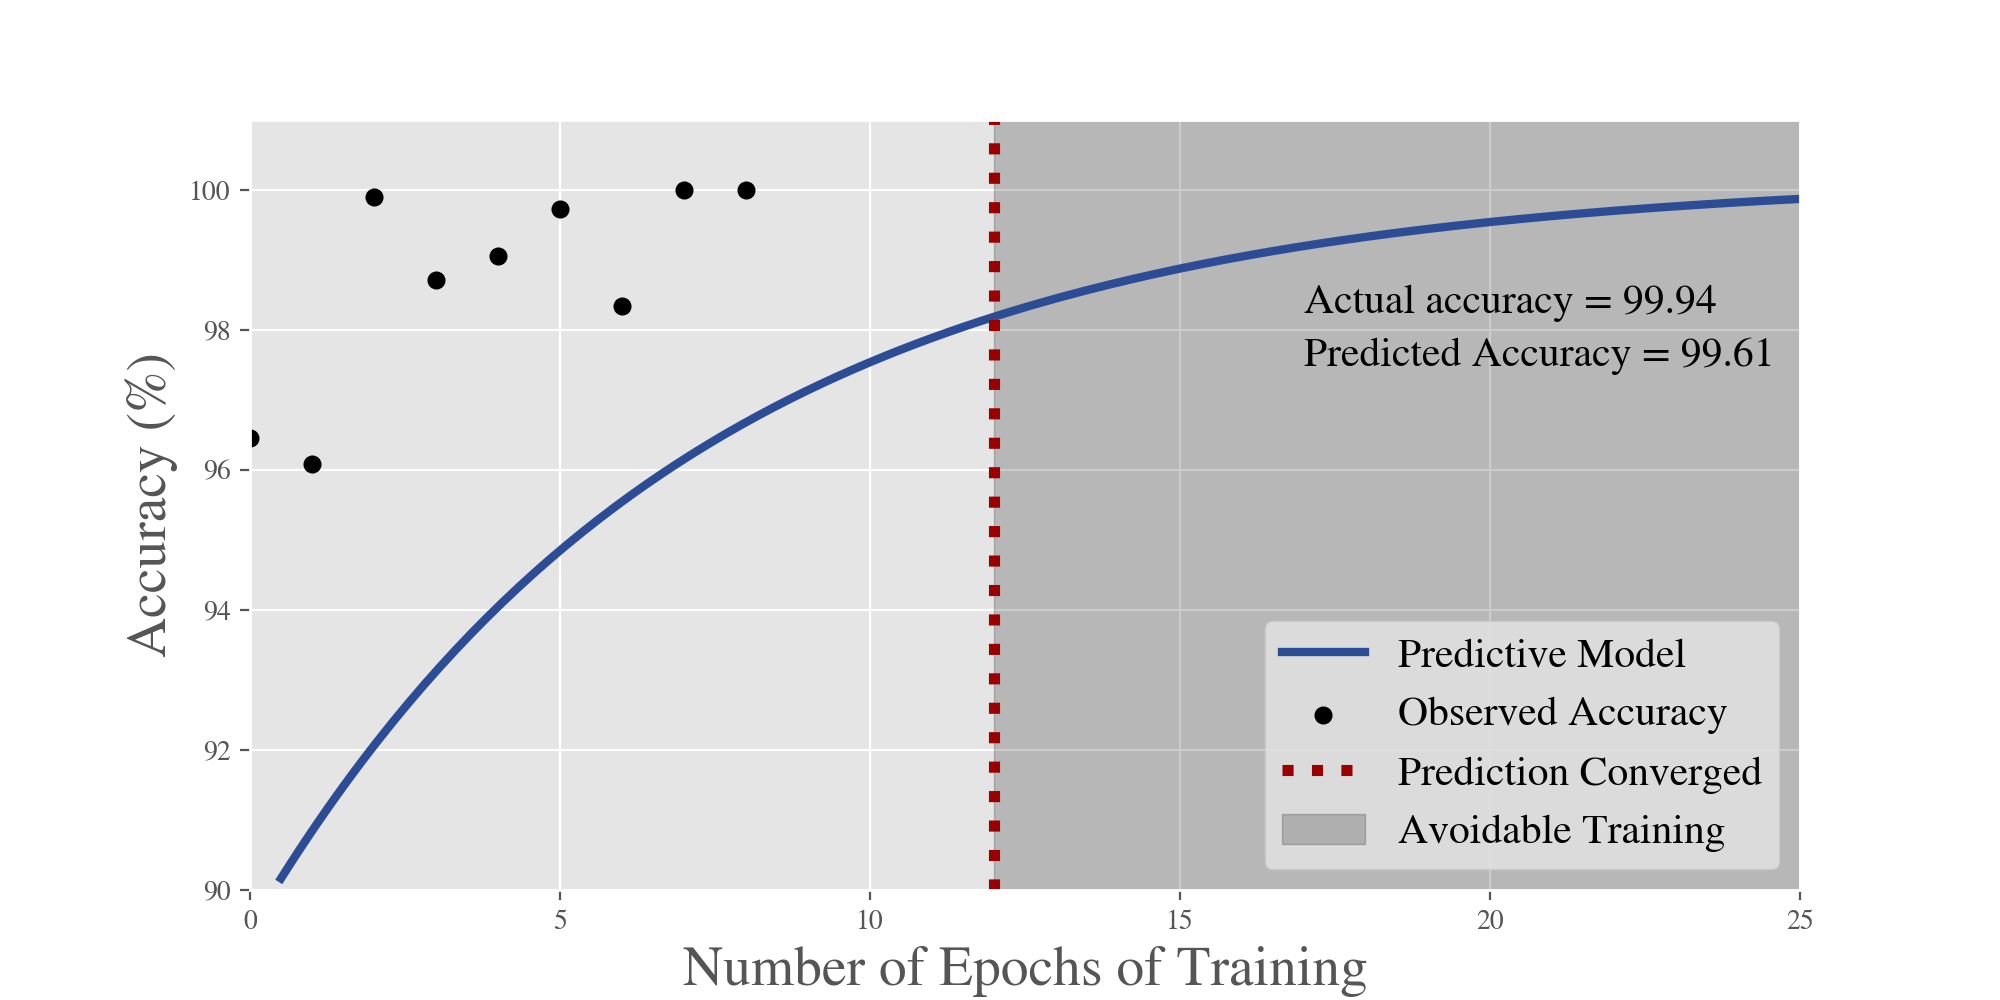 100
98
96
94
92
90
Accuracy (%)
Actual accuracy = 99.94
Predicted Accuracy = 99.61
Predictive Model
Observed Accuracy
Prediction Converged
Avoidable Training
0 5 10 15 20 25
Number of Epochs of Training